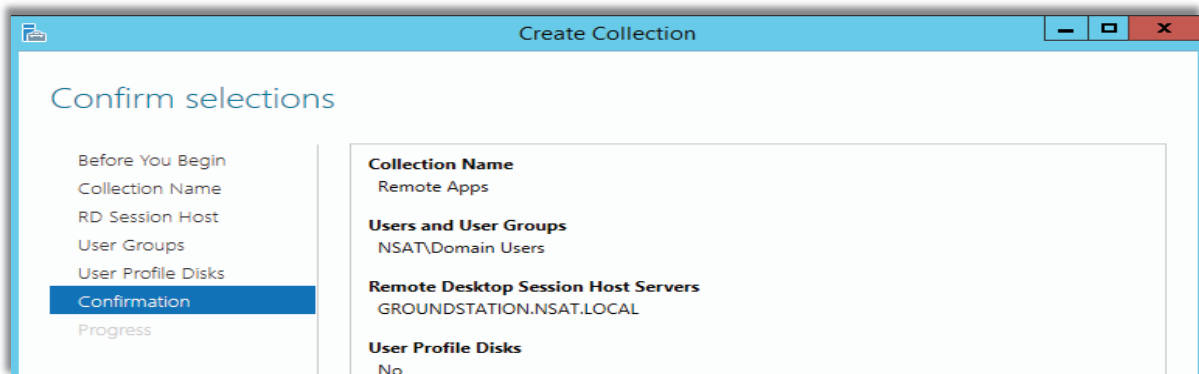 Create Collection
Confirm selections
Before You Begin
Collection Name
RD Session Host
User Groups
User Profile Disks
Confirmation
Progress
Collection Name
Remote Apps
Users and User Groups
NSAT\Domain Users
Remote Desktop Session Host Servers
GROUNDSTATION.NSAT.LOCAL
User Profile Disks
No